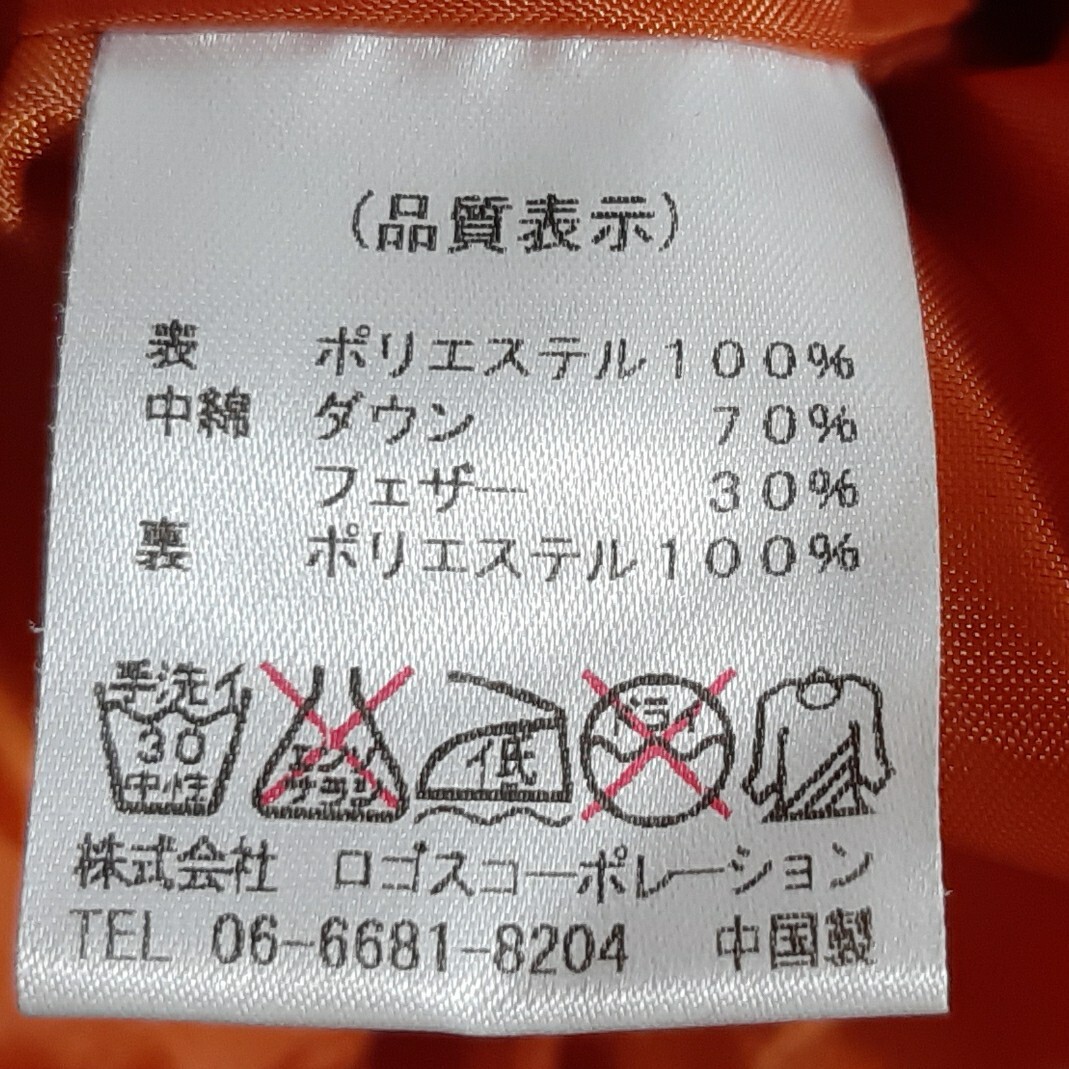 (品質表示)
表 ポリエステル100%
中綿 ダウン 70%
フェザー 30%
裏 ポリエステル100%
手洗イ 30 中性 エンソサラシ 低 ドライ
株式会社 ロゴスコーポレーション
TEL 06-6681-8204 中国製